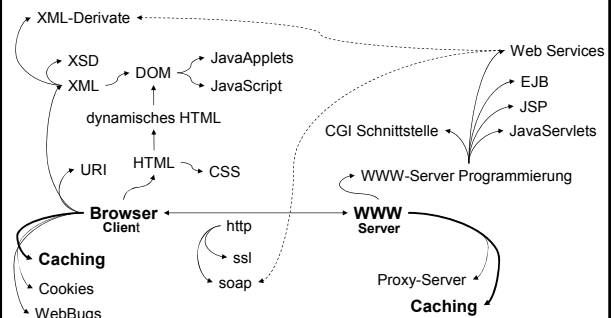 XML-Derivate
Web Services
XSD
JavaApplets
DOM
XML
JavaScript
EJB
JSP
dynamisches HTML
CGI Schnittstelle
JavaServlets
HTML
URI
CSS
WWW-Server Programmierung
Browser
Client
WWW
Server
http
Caching
ssl
Cookies
soap
Proxy-Server
Caching
WebBugs